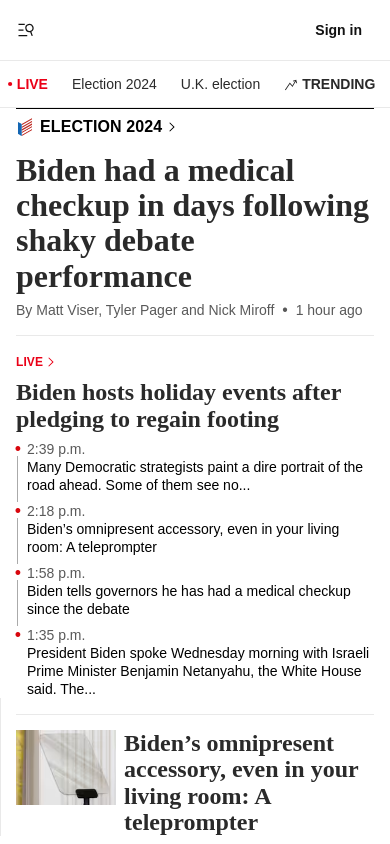 Sign in
• LIVE Election 2024 U.K. election TRENDING
ELECTION 2024
Biden had a medical
checkup in days following
shaky debate
performance
By Matt Viser, Tyler Pager and Nick Miroff • 1 hour ago
LIVE
Biden hosts holiday events after
pledging to regain footing
2:39 p.m.
Many Democratic strategists paint a dire portrait of the
road ahead. Some of them see no...
2:18 p.m.
Biden’s omnipresent accessory, even in your living
room: A teleprompter
1:58 p.m.
Biden tells governors he has had a medical checkup
since the debate
1:35 p.m.
President Biden spoke Wednesday morning with Israeli
Prime Minister Benjamin Netanyahu, the White House
said. The...
Biden’s omnipresent
accessory, even in your
living room: A
teleprompter